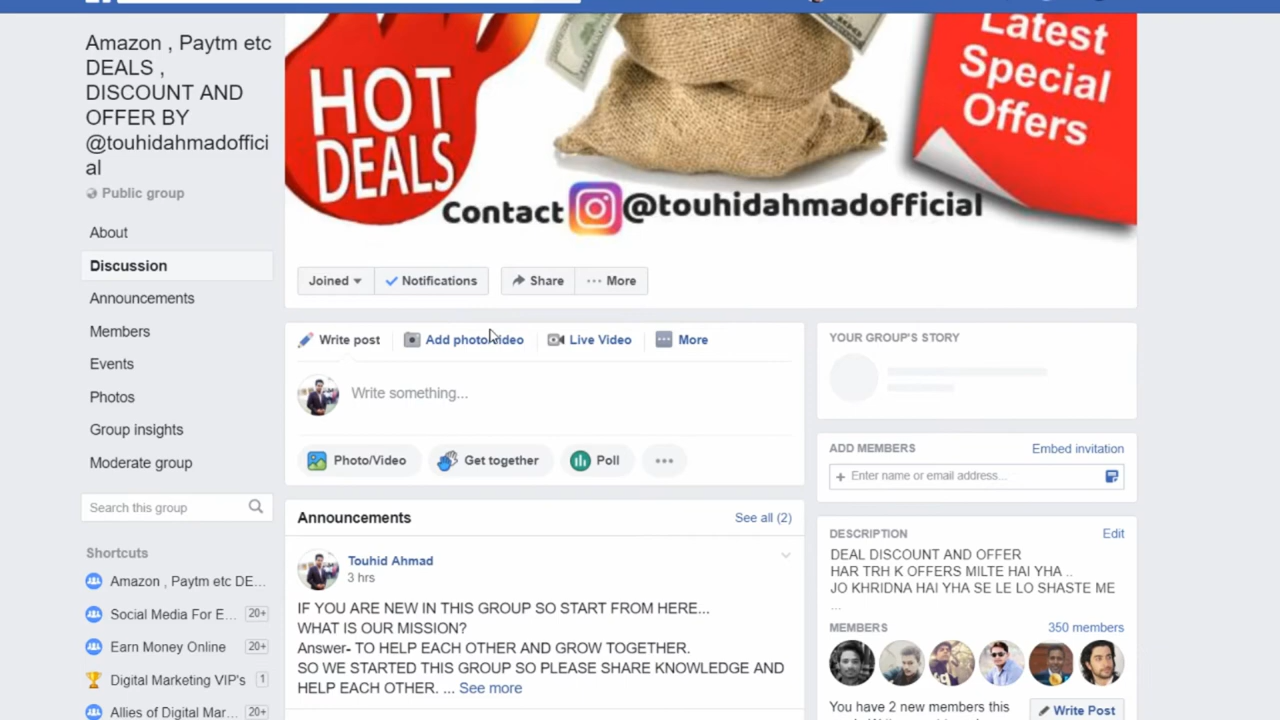 Amazon , Paytm etc
DEALS ,
DISCOUNT AND
OFFER BY
@touhidahmadoffici
al
Public group
About
Discussion
Announcements
Members
Events
Photos
Group insights
Moderate group
Search this group
Shortcuts
Amazon , Paytm etc DE...
Social Media For E... 20+
Earn Money Online 20+
Digital Marketing VIP's 1
Allies of Digital Mar... 20+
HOT
DEALS
Latest
Special
Offers
Contact @touhidahmadofficial
Joined Notifications Share More
Write post Add photo/video Live Video More
Write something...
Photo/Video Get together Poll
Announcements See all (2)
Touhid Ahmad
3 hrs
IF YOU ARE NEW IN THIS GROUP SO START FROM HERE...
WHAT IS OUR MISSION?
Answer- TO HELP EACH OTHER AND GROW TOGETHER.
SO WE STARTED THIS GROUP SO PLEASE SHARE KNOWLEDGE AND
HELP EACH OTHER. ... See more
YOUR GROUP'S STORY
ADD MEMBERS Embed invitation
+ Enter name or email address...
DESCRIPTION Edit
DEAL DISCOUNT AND OFFER
HAR TRH K OFFERS MILTE HAI YHA ..
JO KHRIDNA HAI YHA SE LE LO SHASTE ME
...
MEMBERS 350 members
You have 2 new members this
Write Post